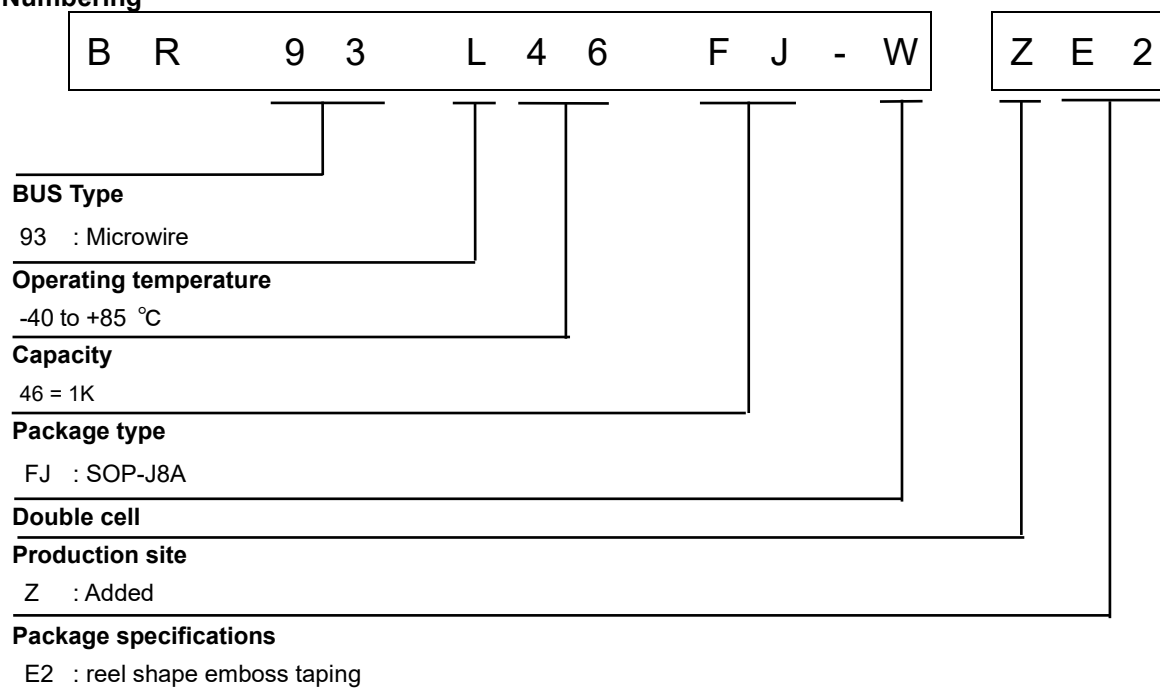 Numbering
B R 9 3 L 4 6 F J - W Z E 2
BUS Type
93 : Microwire
Operating temperature
-40 to +85 ℃
Capacity
46 = 1K
Package type
FJ : SOP-J8A
Double cell
Production site
Z : Added
Package specifications
E2 : reel shape emboss taping